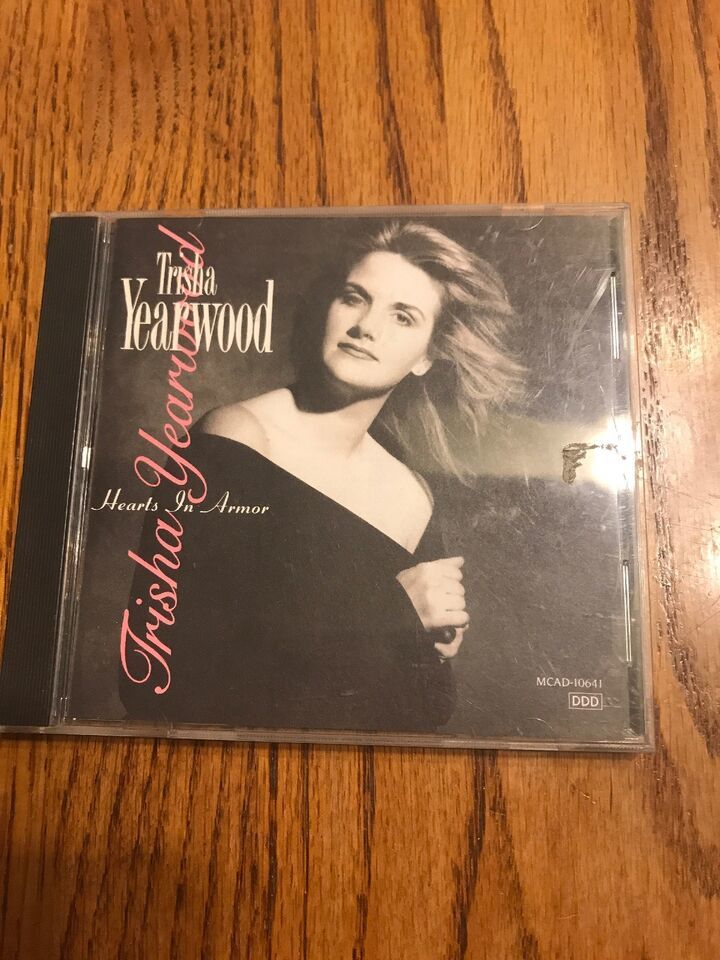 Trisha
Yearwood
Trisha Yearwood
Hearts In Armor
MCAD-10641
DDD